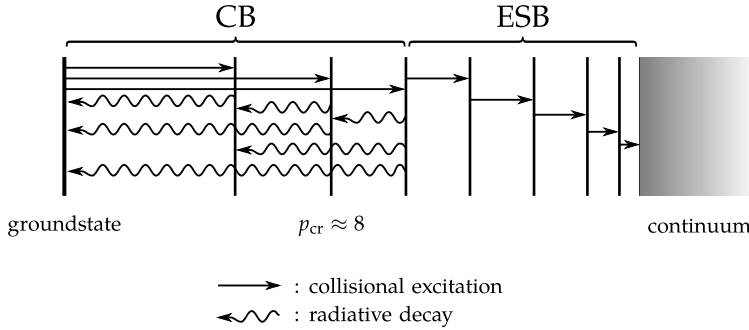 CB ESB
groundstate p_cr ≈ 8 continuum
: collisional excitation
: radiative decay